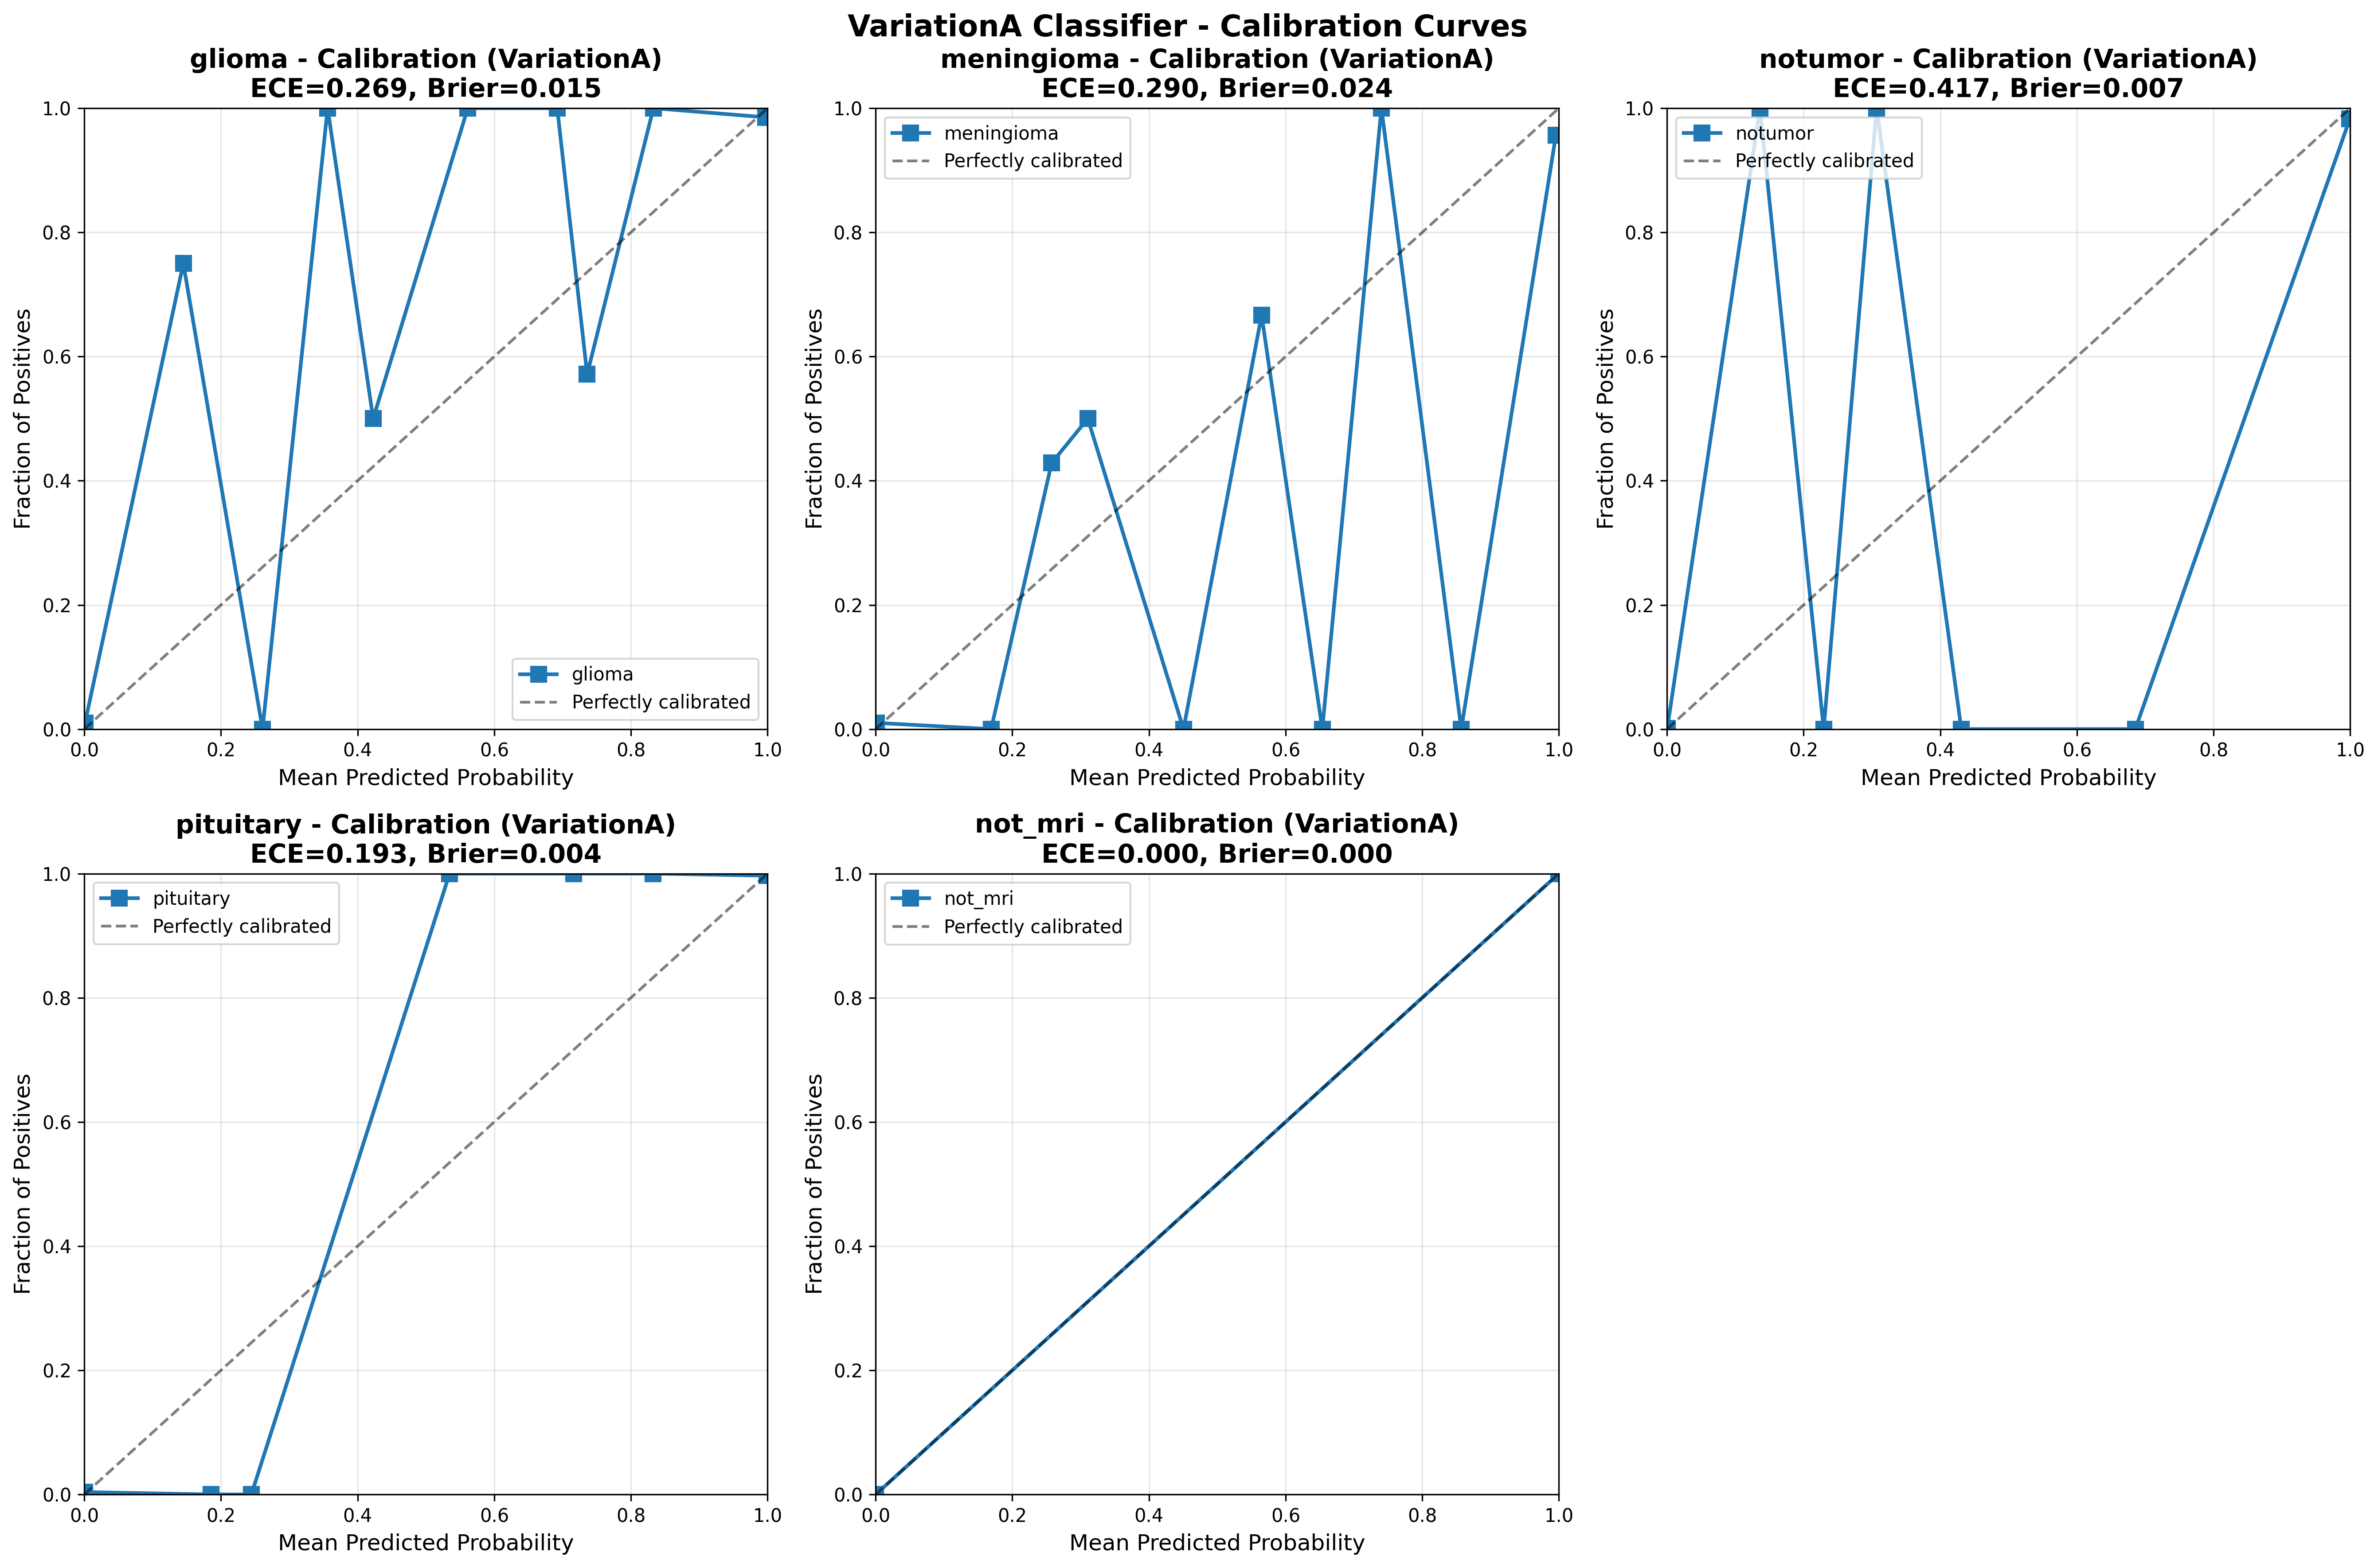 VariationA Classifier - Calibration Curves
glioma - Calibration (VariationA)
ECE=0.269, Brier=0.015
1.0
0.8
0.6
0.4
0.2
0.0
Fraction of Positives
glioma
Perfectly calibrated
0.0 0.2 0.4 0.6 0.8 1.0
Mean Predicted Probability
meningioma - Calibration (VariationA)
ECE=0.290, Brier=0.024
1.0
0.8
0.6
0.4
0.2
0.0
Fraction of Positives
meningioma
Perfectly calibrated
0.0 0.2 0.4 0.6 0.8 1.0
Mean Predicted Probability
notumor - Calibration (VariationA)
ECE=0.417, Brier=0.007
1.0
0.8
0.6
0.4
0.2
0.0
Fraction of Positives
notumor
Perfectly calibrated
0.0 0.2 0.4 0.6 0.8 1.0
Mean Predicted Probability
pituitary - Calibration (VariationA)
ECE=0.193, Brier=0.004
1.0
0.8
0.6
0.4
0.2
0.0
Fraction of Positives
pituitary
Perfectly calibrated
0.0 0.2 0.4 0.6 0.8 1.0
Mean Predicted Probability
not_mri - Calibration (VariationA)
ECE=0.000, Brier=0.000
1.0
0.8
0.6
0.4
0.2
0.0
Fraction of Positives
not_mri
Perfectly calibrated
0.0 0.2 0.4 0.6 0.8 1.0
Mean Predicted Probability